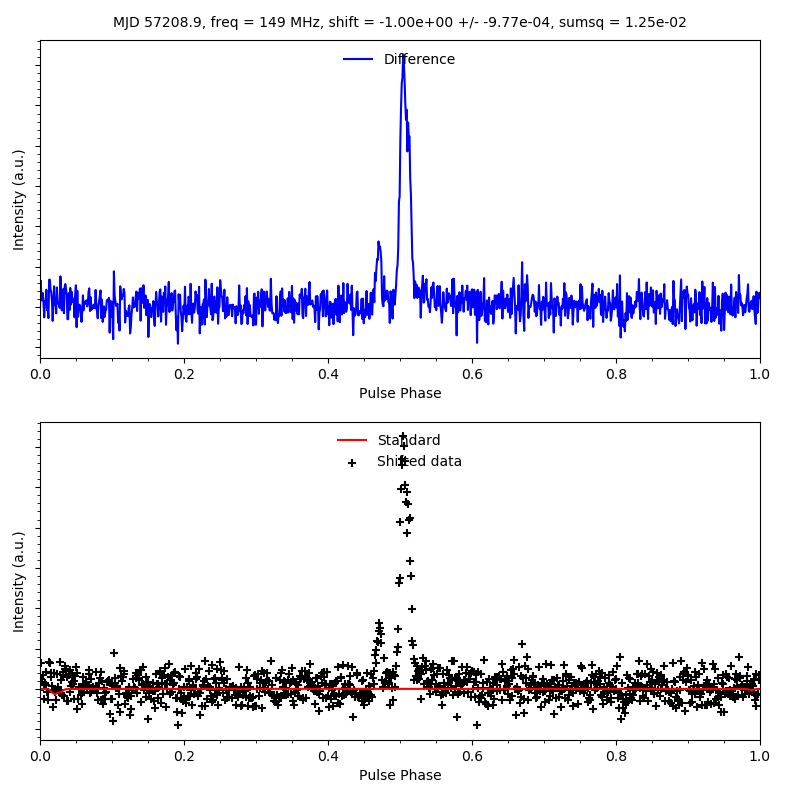 MJD 57208.9, freq = 149 MHz, shift = -1.00e+00 +/- -9.77e-04, sumsq = 1.25e-02
Difference
Intensity (a.u.)
0.0 0.2 0.4 0.6 0.8 1.0
Pulse Phase
Standard
Shifted data
Intensity (a.u.)
0.0 0.2 0.4 0.6 0.8 1.0
Pulse Phase